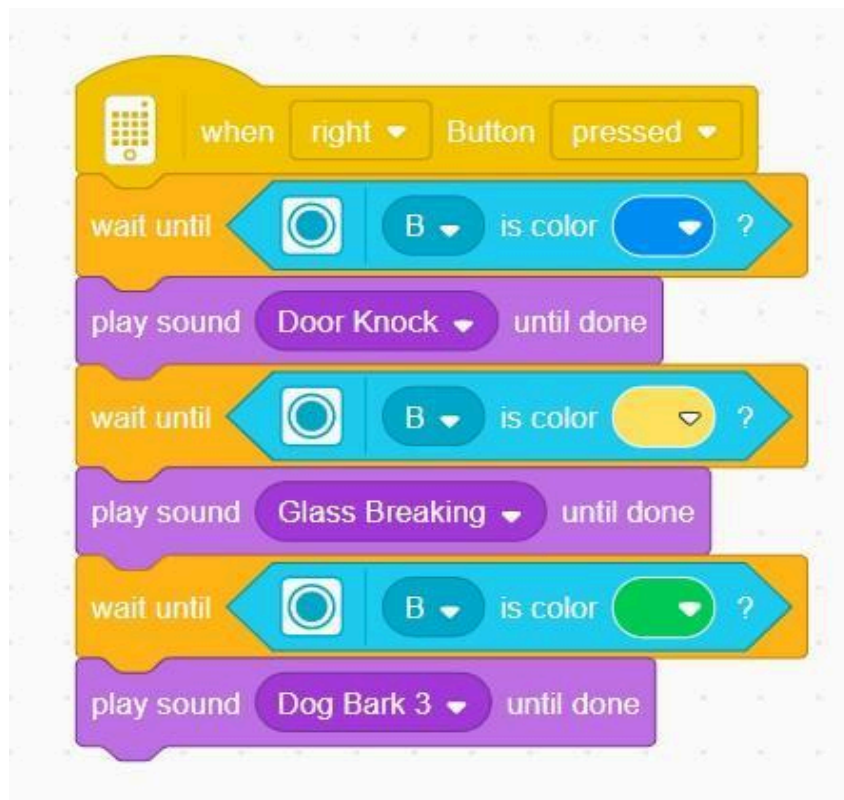 when right Button pressed
wait until B is color ?
play sound Door Knock until done
wait until B is color ?
play sound Glass Breaking until done
wait until B is color ?
play sound Dog Bark 3 until done